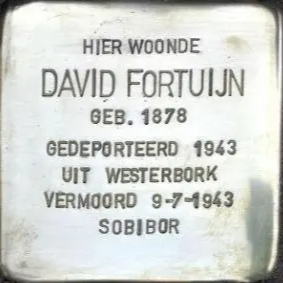 HIER WOONDE
DAVID FORTUIJN
GEB. 1878
GEDEPORTEERD 1943
UIT WESTERBORK
VERMOORD 9-7-1943
SOBIBOR